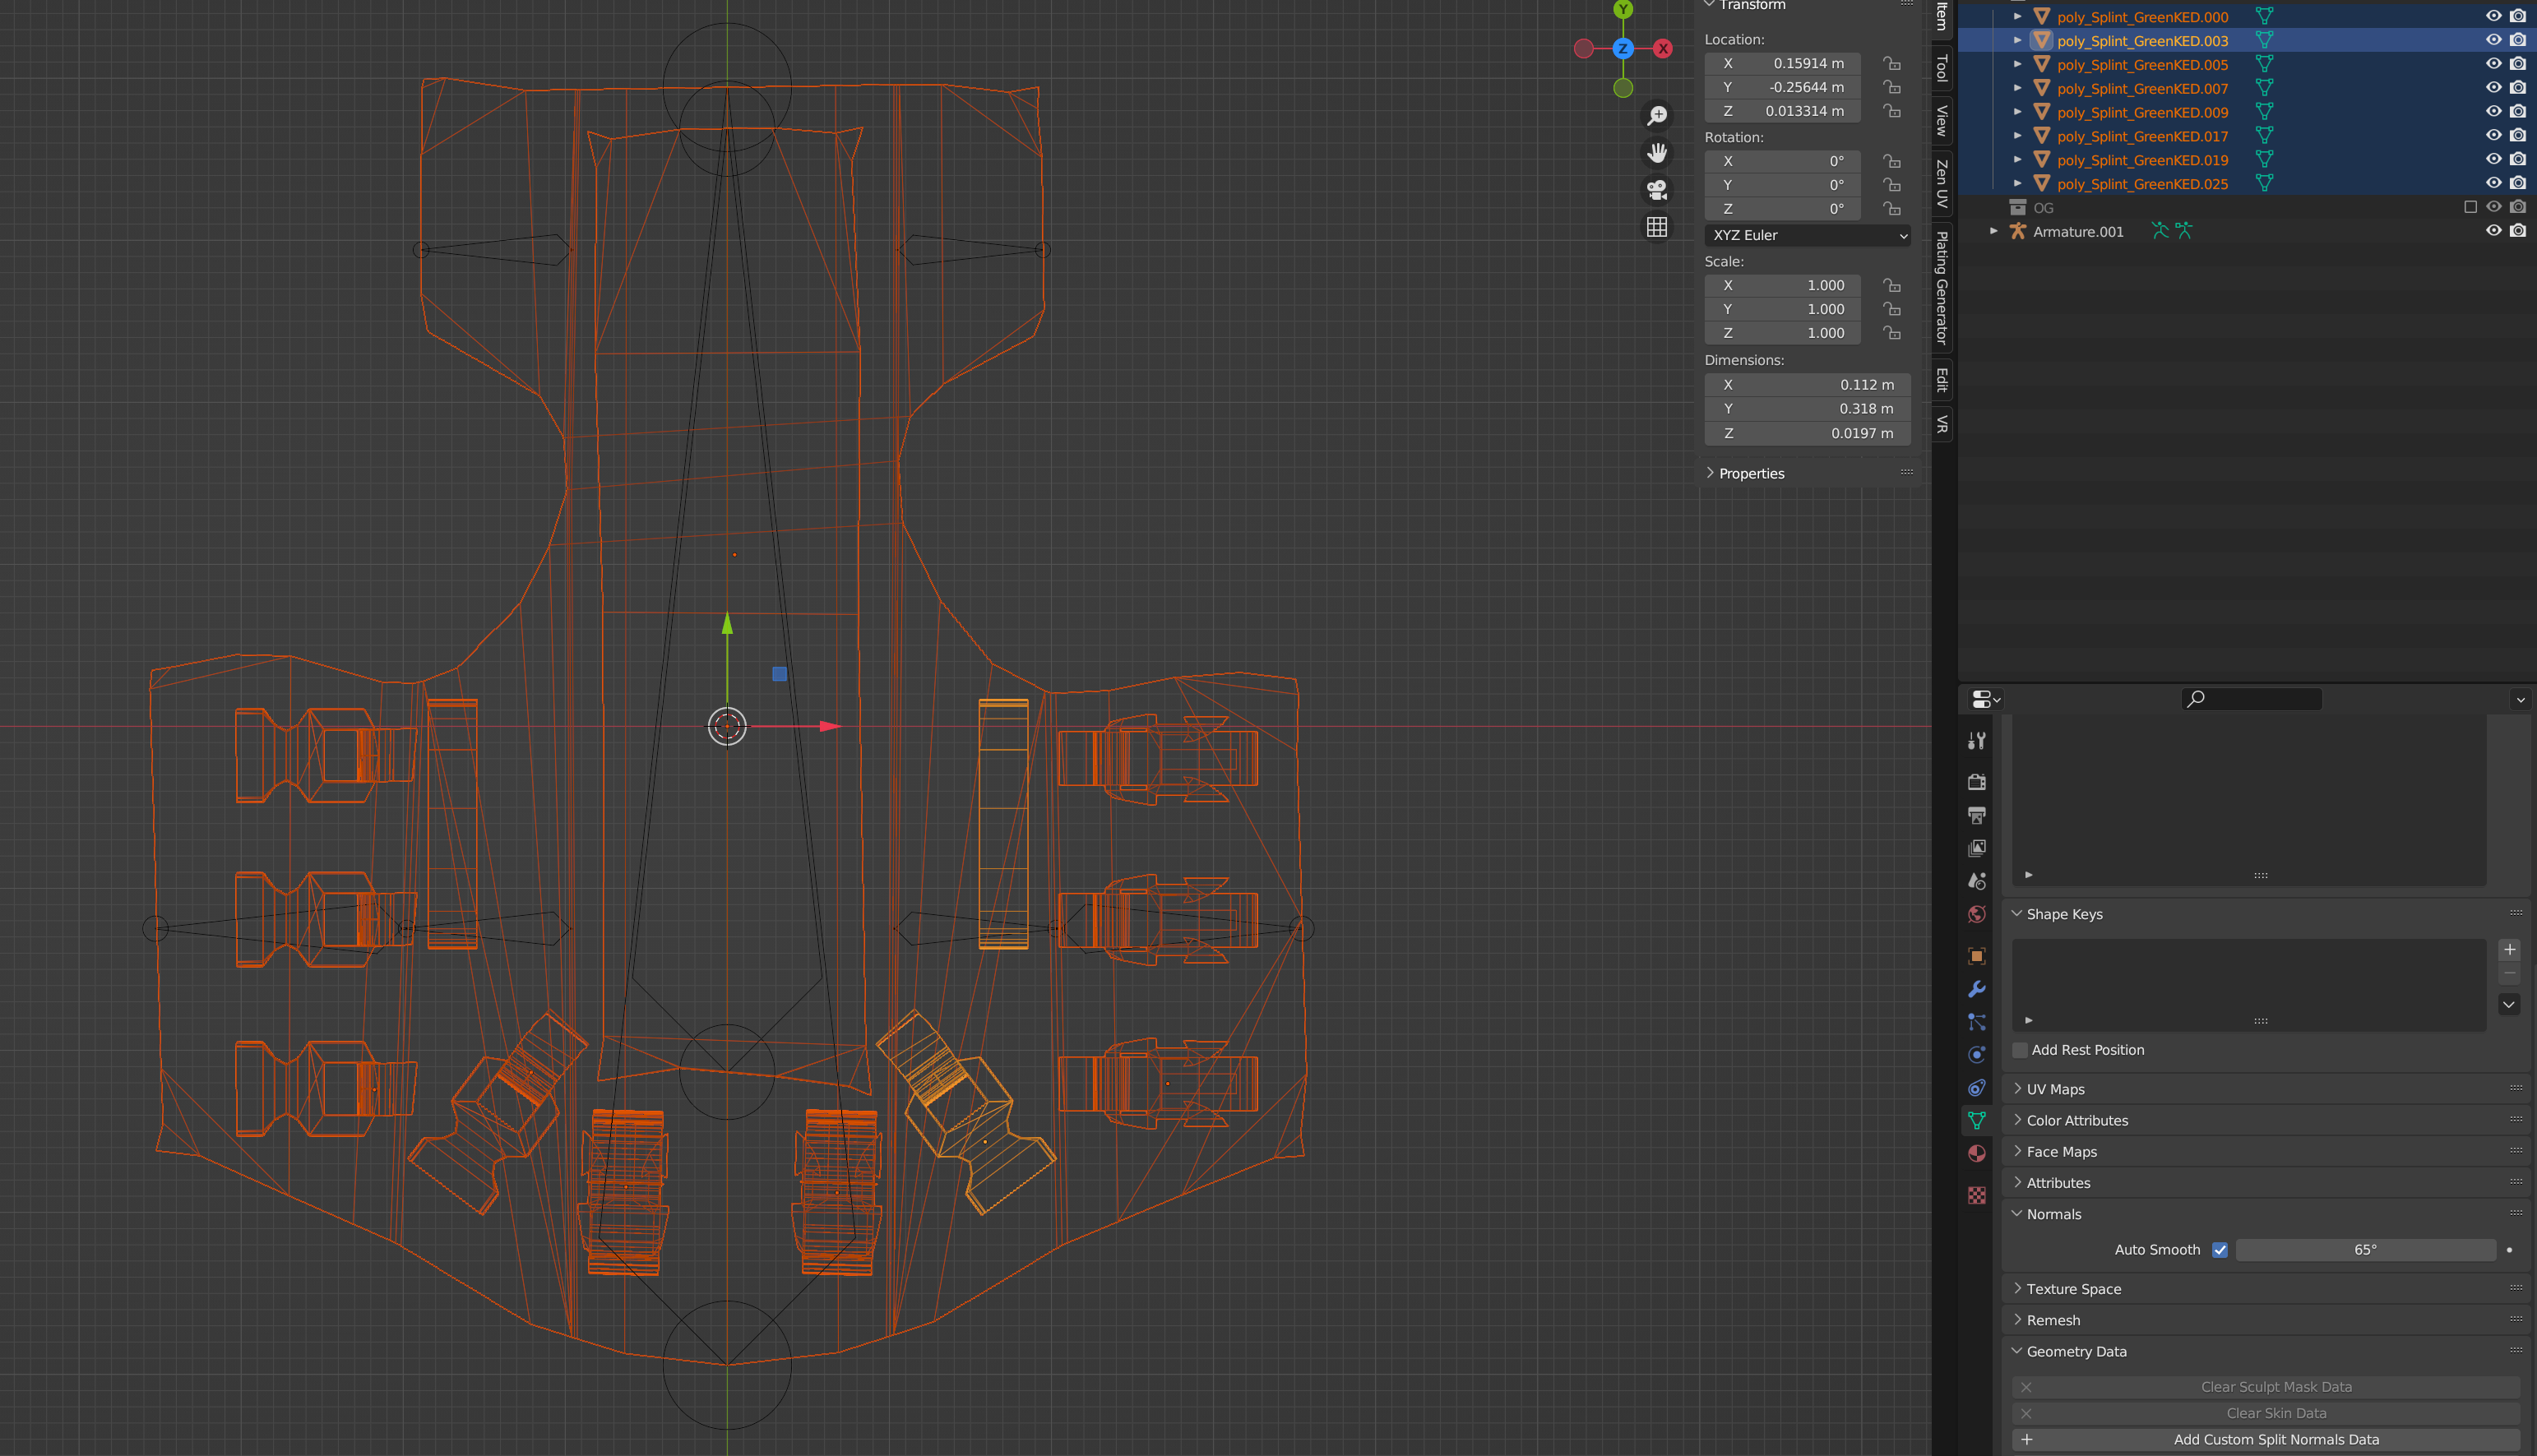 Y
Z
X
Transform
Location:
X 0.15914 m
Y -0.25644 m
Z 0.013314 m
Rotation:
X 0°
Y 0°
Z 0°
XYZ Euler
Scale:
X 1.000
Y 1.000
Z 1.000
Dimensions:
X 0.112 m
Y 0.318 m
Z 0.0197 m
Properties
Item
Tool
View
Zen UV
Plating Generator
Edit
VR
poly_Splint_GreenKED.000
poly_Splint_GreenKED.003
poly_Splint_GreenKED.005
poly_Splint_GreenKED.007
poly_Splint_GreenKED.009
poly_Splint_GreenKED.017
poly_Splint_GreenKED.019
poly_Splint_GreenKED.025
OG
Armature.001
Shape Keys
Add Rest Position
UV Maps
Color Attributes
Face Maps
Attributes
Normals
Auto Smooth 65°
Texture Space
Remesh
Geometry Data
Clear Sculpt Mask Data
Clear Skin Data
Add Custom Split Normals Data